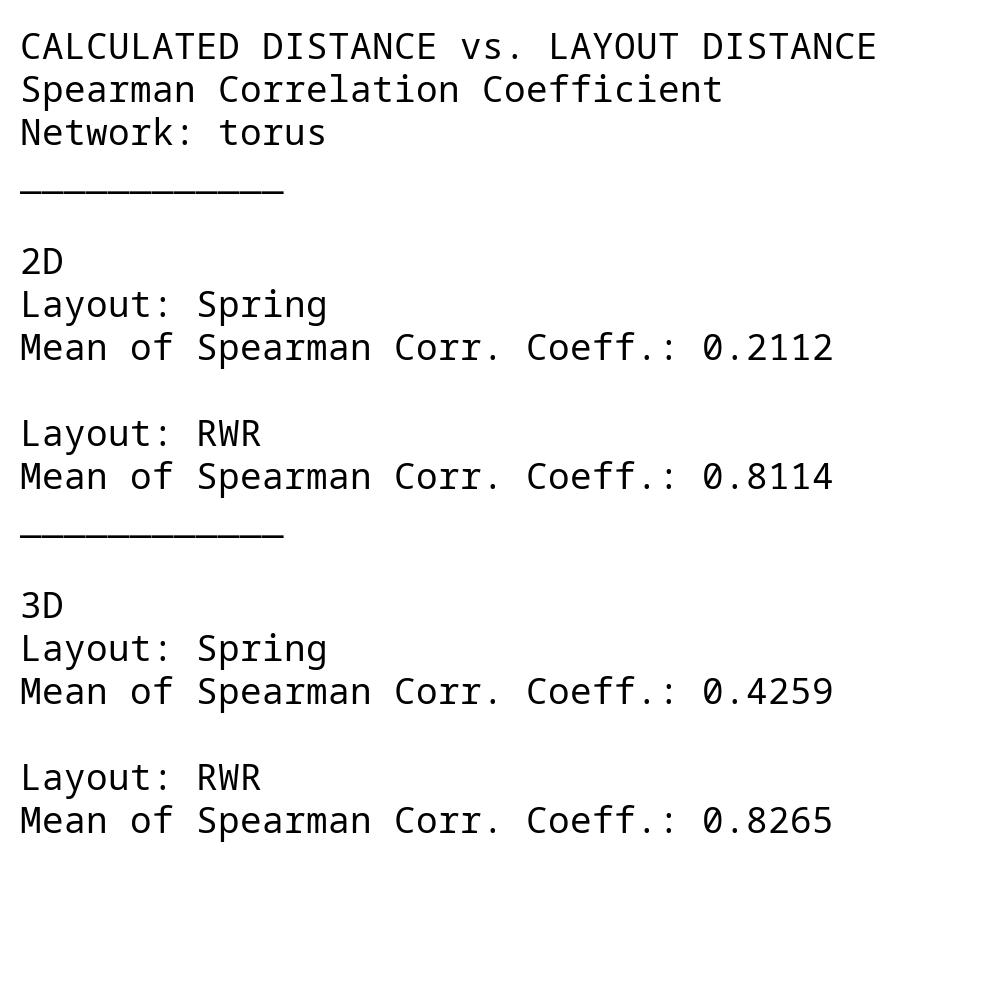 CALCULATED DISTANCE vs. LAYOUT DISTANCE
Spearman Correlation Coefficient
Network: torus
____________
2D
Layout: Spring
Mean of Spearman Corr. Coeff.: 0.2112
Layout: RWR
Mean of Spearman Corr. Coeff.: 0.8114
____________
3D
Layout: Spring
Mean of Spearman Corr. Coeff.: 0.4259
Layout: RWR
Mean of Spearman Corr. Coeff.: 0.8265